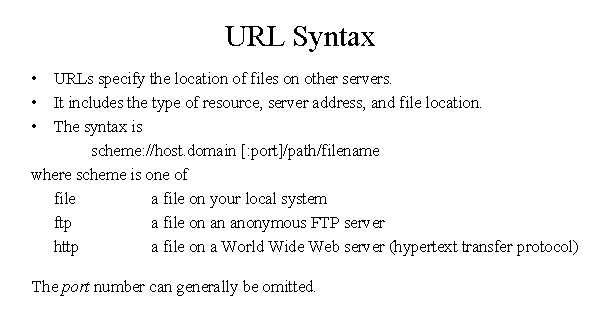 URL Syntax
• URLs specify the location of files on other servers.
• It includes the type of resource, server address, and file location.
• The syntax is
scheme://host.domain [:port]/path/filename
where scheme is one of
file a file on your local system
ftp a file on an anonymous FTP server
http a file on a World Wide Web server (hypertext transfer protocol)
The port number can generally be omitted.